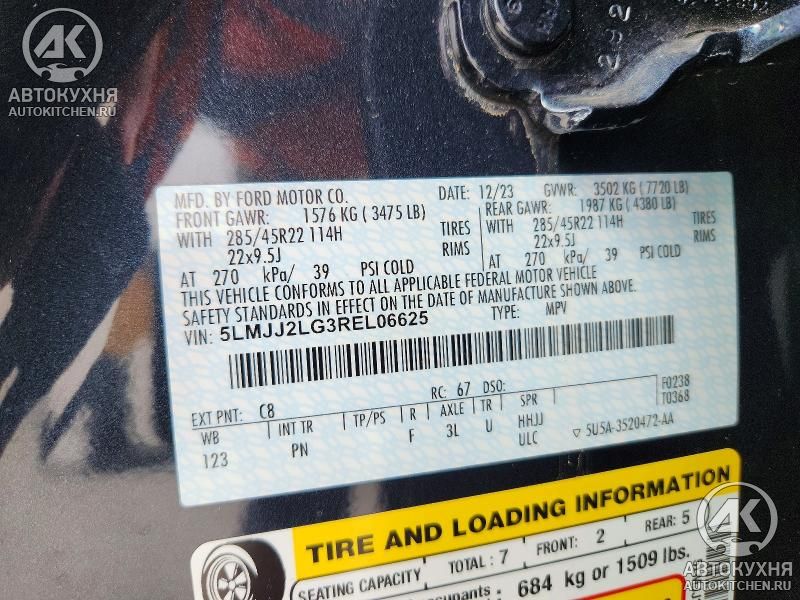 АК
АВТОКУХНЯ
AUTOKITCHEN.RU
292
MFD. BY FORD MOTOR CO. DATE: 12/23 GVWR: 3502 KG ( 7720 LB)
FRONT GAWR: 1576 KG ( 3475 LB) REAR GAWR: 1987 KG ( 4380 LB)
WITH 285/45R22 114H TIRES WITH 285/45R22 114H TIRES
22x9.5J RIMS 22x9.5J RIMS
AT 270 kPa/ 39 PSI COLD AT 270 kPa/ 39 PSI COLD
THIS VEHICLE CONFORMS TO ALL APPLICABLE FEDERAL MOTOR VEHICLE
SAFETY STANDARDS IN EFFECT ON THE DATE OF MANUFACTURE SHOWN ABOVE.
VIN: 5LMJJ2LG3REL06625 TYPE: MPV
EXT PNT: C8 RC: 67 DSO: F0238
T0368
WB INT TR TP/PS R AXLE TR SPR
123 PN F 3L U HHJJ
ULC 5U5A-3520472-AA
TIRE AND LOADING INFORMATION
SEATING CAPACITY TOTAL: 7 FRONT: 2 REAR: 5
684 kg or 1509 lbs.
АК
АВТОКУХНЯ
AUTOKITCHEN.RU